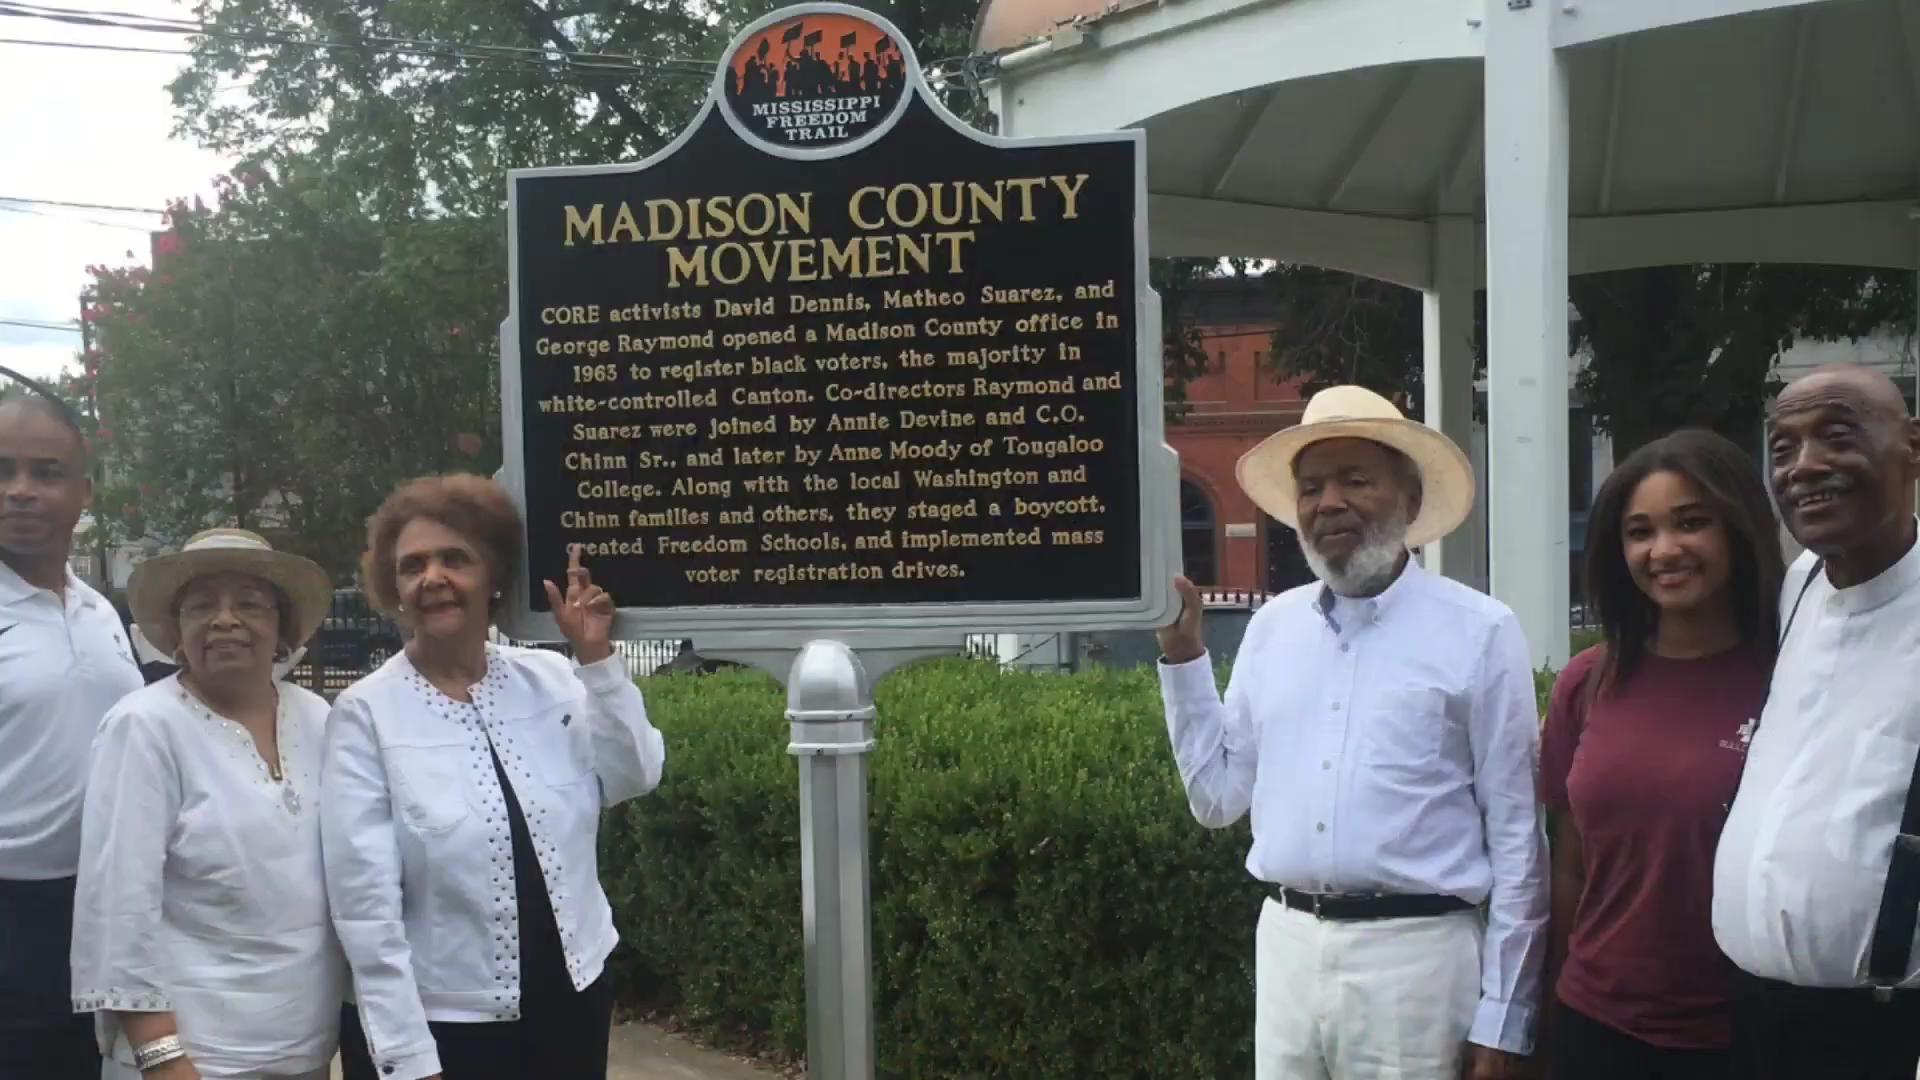 MISSISSIPPI
FREEDOM
TRAIL
MADISON COUNTY
MOVEMENT
CORE activists David Dennis, Matheo Suarez, and
George Raymond opened a Madison County office in
1963 to register black voters, the majority in
white-controlled Canton. Co-directors Raymond and
Suarez were joined by Annie Devine and C.O.
Chinn Sr., and later by Anne Moody of Tougaloo
College. Along with the local Washington and
Chinn families and others, they staged a boycott,
created Freedom Schools, and implemented mass
voter registration drives.